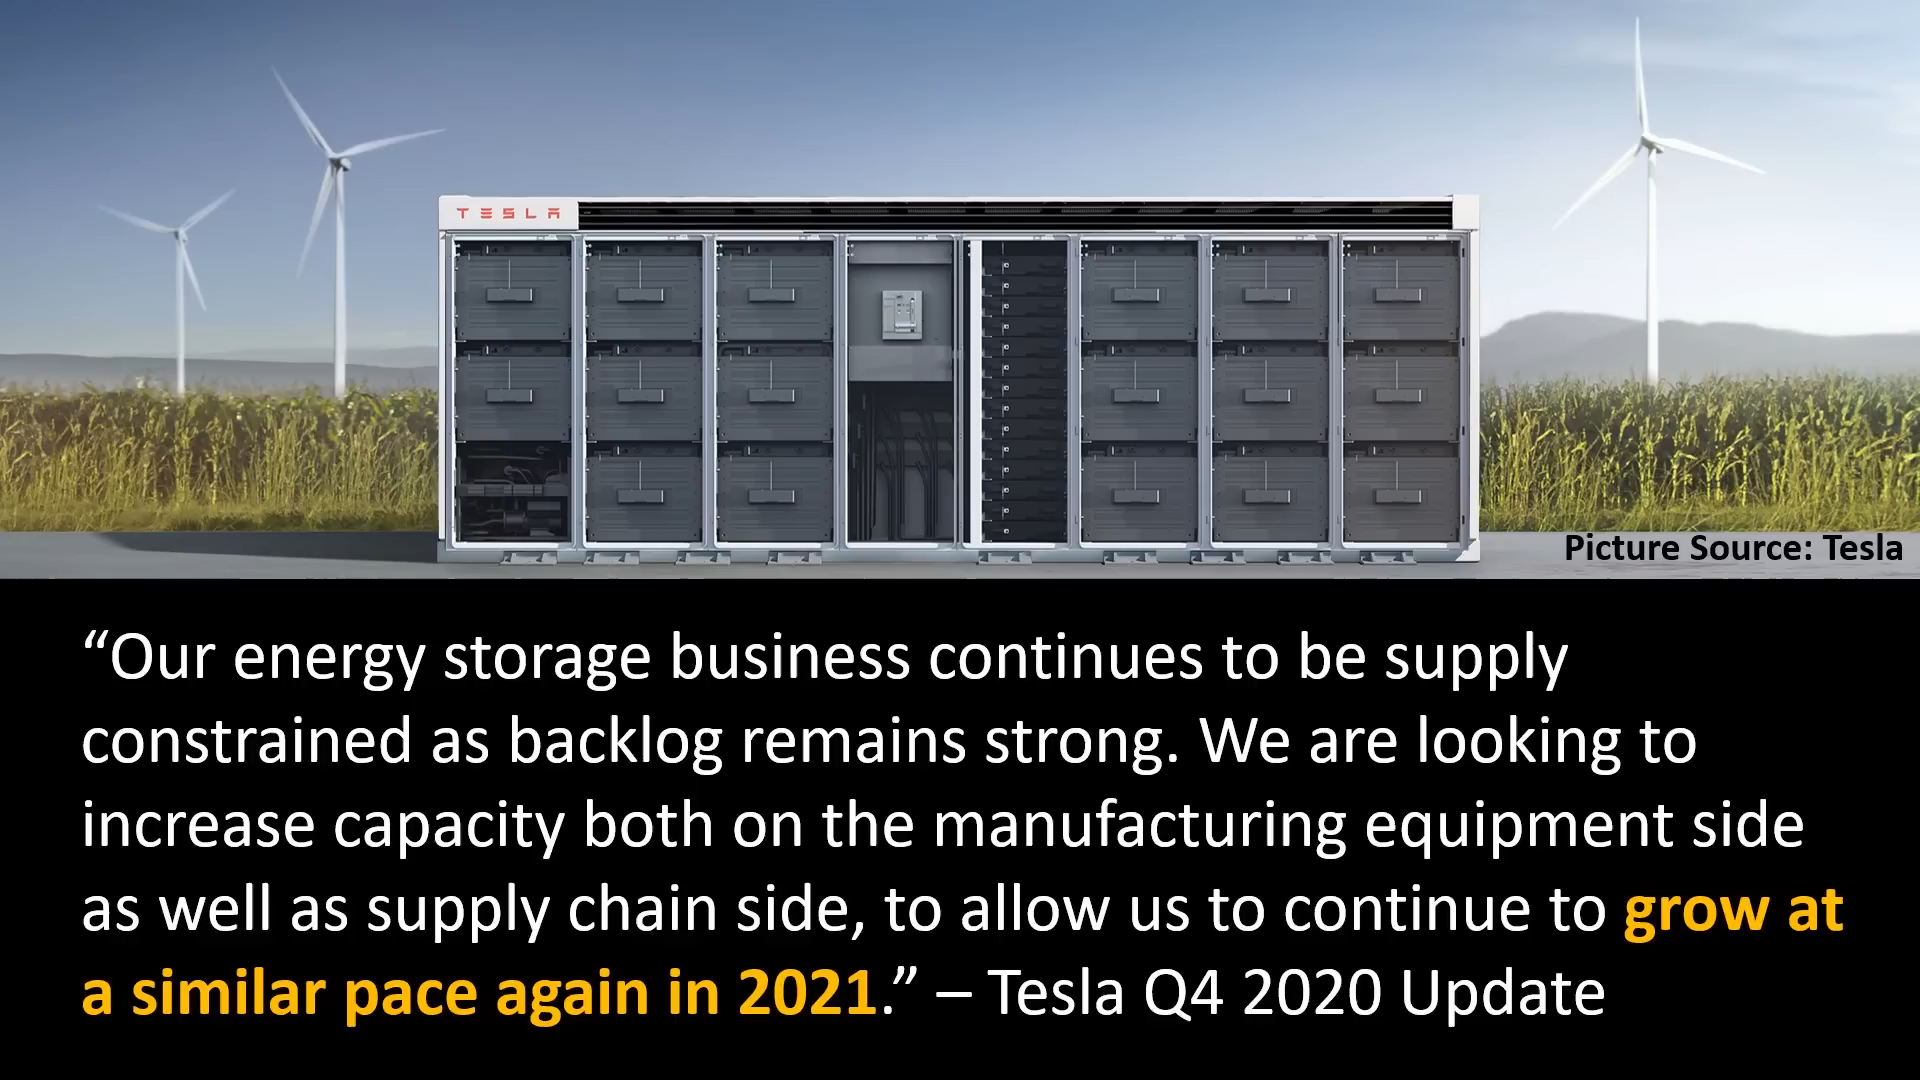 TESLA
Picture Source: Tesla
“Our energy storage business continues to be supply
constrained as backlog remains strong. We are looking to
increase capacity both on the manufacturing equipment side
as well as supply chain side, to allow us to continue to grow at
a similar pace again in 2021.” – Tesla Q4 2020 Update